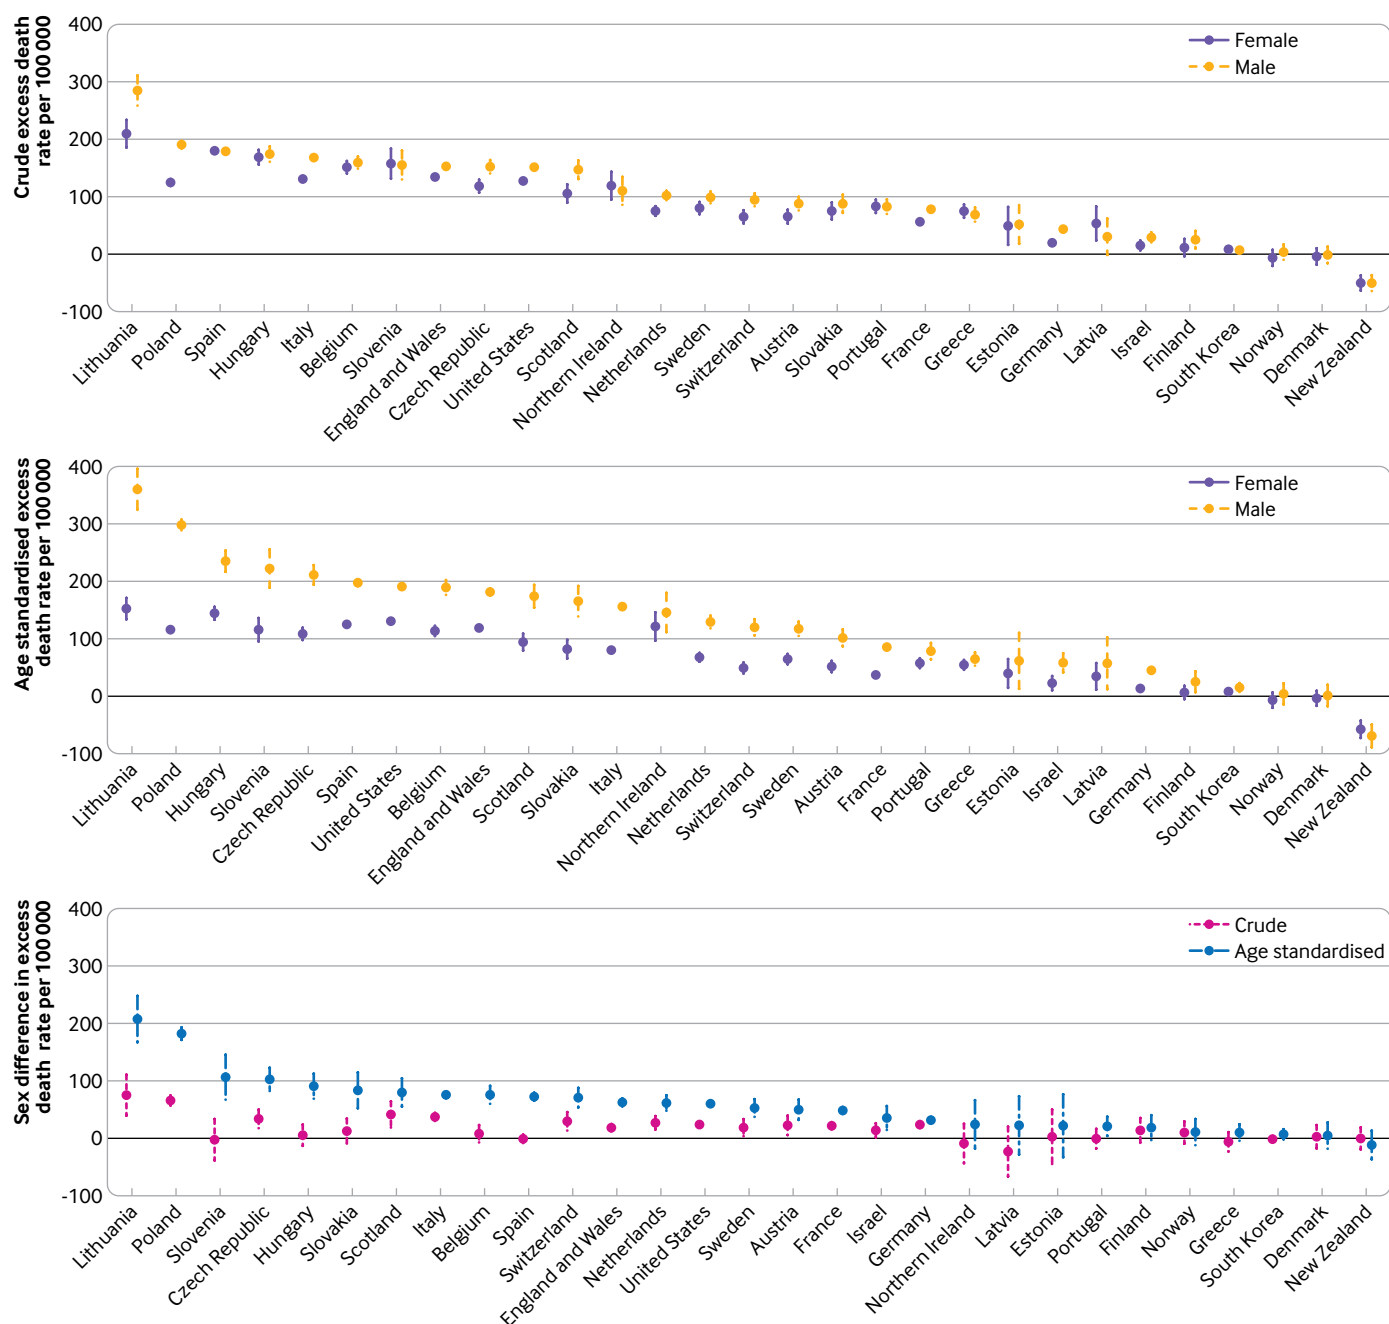 Crude excess death
rate per 100 000
400
300
200
100
0
-100
Female
Male
Lithuania
Poland
Spain
Hungary
Italy
Belgium
Slovenia
England and Wales
Czech Republic
United States
Scotland
Northern Ireland
Netherlands
Sweden
Switzerland
Austria
Slovakia
Portugal
France
Greece
Estonia
Germany
Latvia
Israel
Finland
South Korea
Norway
Denmark
New Zealand
Age standardised excess
death rate per 100 000
400
300
200
100
0
-100
Female
Male
Lithuania
Poland
Hungary
Slovenia
Czech Republic
Spain
United States
Belgium
England and Wales
Scotland
Slovakia
Italy
Northern Ireland
Netherlands
Switzerland
Sweden
Austria
France
Portugal
Greece
Estonia
Israel
Latvia
Germany
Finland
South Korea
Norway
Denmark
New Zealand
Sex difference in excess
death rate per 100 000
400
300
200
100
0
-100
Crude
Age standardised
Lithuania
Poland
Slovenia
Czech Republic
Hungary
Slovakia
Scotland
Italy
Belgium
Spain
Switzerland
England and Wales
Netherlands
United States
Sweden
Austria
France
Israel
Germany
Northern Ireland
Latvia
Estonia
Portugal
Finland
Norway
Greece
South Korea
Denmark
New Zealand